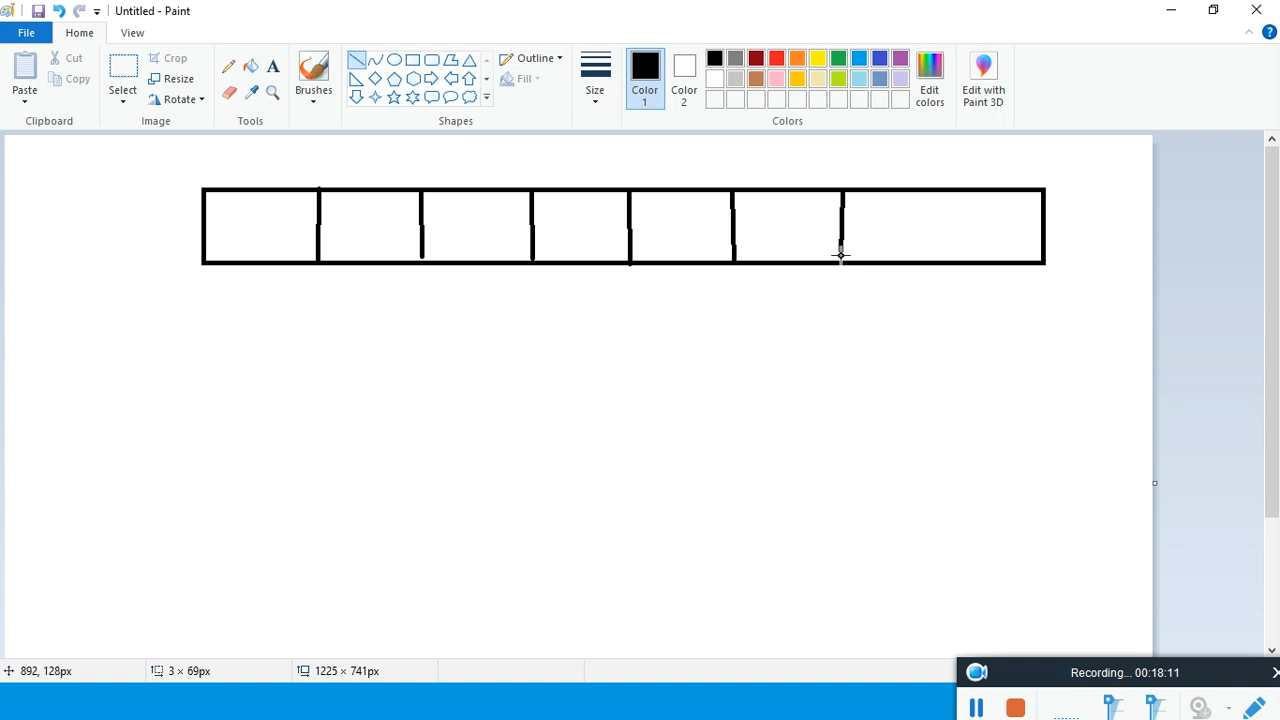 Untitled - Paint
File Home View
Paste
Cut
Copy
Clipboard
Select
Crop
Resize
Rotate
Image
A
Tools
Brushes
Outline
Fill
Shapes
Size
Color 1
Color 2
Edit colors
Colors
Edit with Paint 3D
892, 128px
3 × 69px
1225 × 741px
Recording... 00:18:11